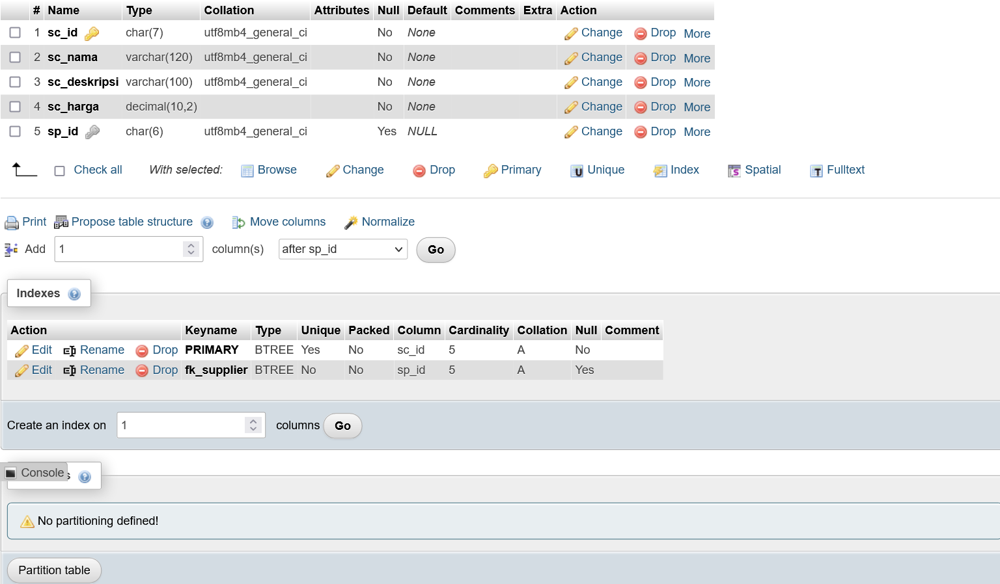 # Name Type Collation Attributes Null Default Comments Extra Action
1 sc_id char(7) utf8mb4_general_ci No None Change Drop More
2 sc_nama varchar(120) utf8mb4_general_ci No None Change Drop More
3 sc_deskripsi varchar(100) utf8mb4_general_ci No None Change Drop More
4 sc_harga decimal(10,2) No None Change Drop More
5 sp_id char(6) utf8mb4_general_ci Yes NULL Change Drop More
Check all With selected: Browse Change Drop Primary Unique Index Spatial Fulltext
Print Propose table structure Move columns Normalize
Add 1 column(s) after sp_id Go
Indexes
Action Keyname Type Unique Packed Column Cardinality Collation Null Comment
Edit Rename Drop PRIMARY BTREE Yes No sc_id 5 A No
Edit Rename Drop fk_supplier BTREE No No sp_id 5 A Yes
Create an index on 1 columns Go
Console
No partitioning defined!
Partition table